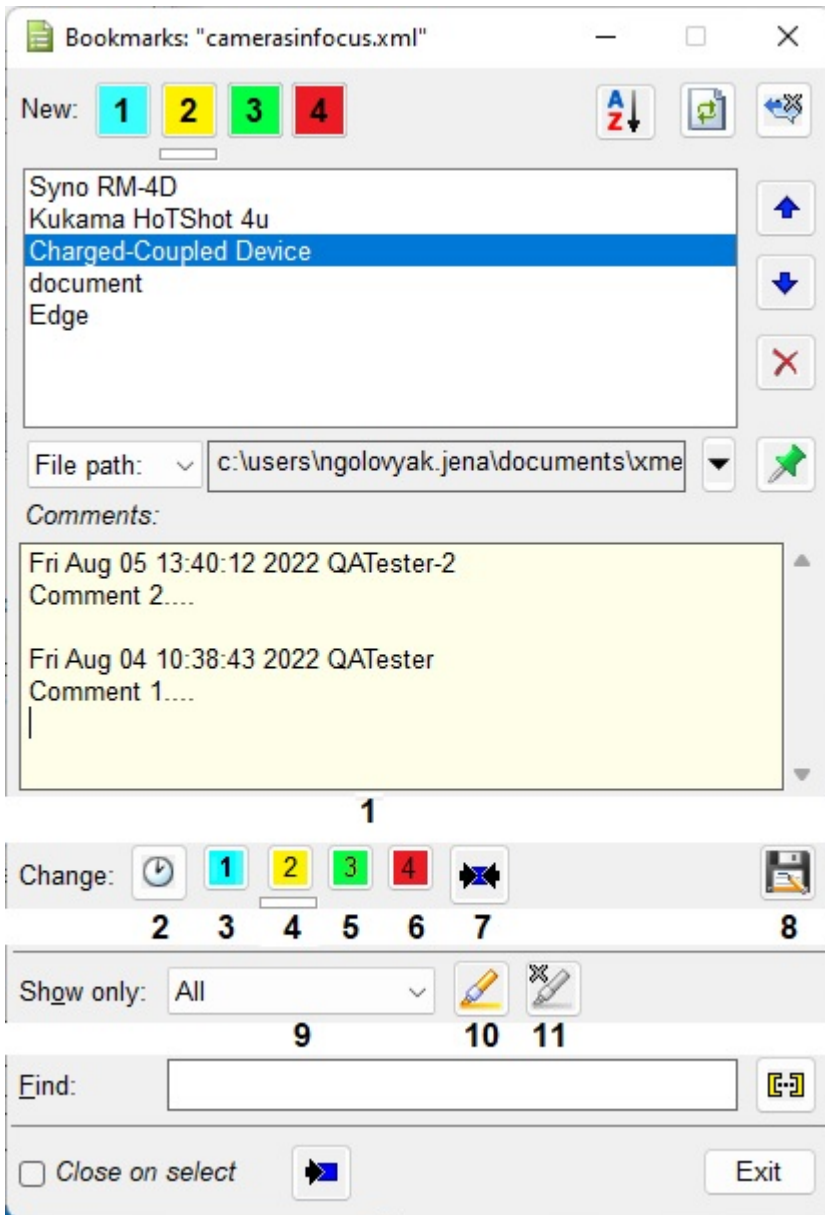 Bookmarks: "camerasinfocus.xml"
New: 1 2 3 4 A Z
Syno RM-4D
Kukama HoTShot 4u
Charged-Coupled Device
document
Edge
File path: c:\users\ngolovyak.jena\documents\xme
Comments:
Fri Aug 05 13:40:12 2022 QATester-2
Comment 2....
Fri Aug 04 10:38:43 2022 QATester
Comment 1....
1
Change: 1 2 3 4
2 3 4 5 6 7 8
Show only: All
9 10 11
Find:
Close on select Exit